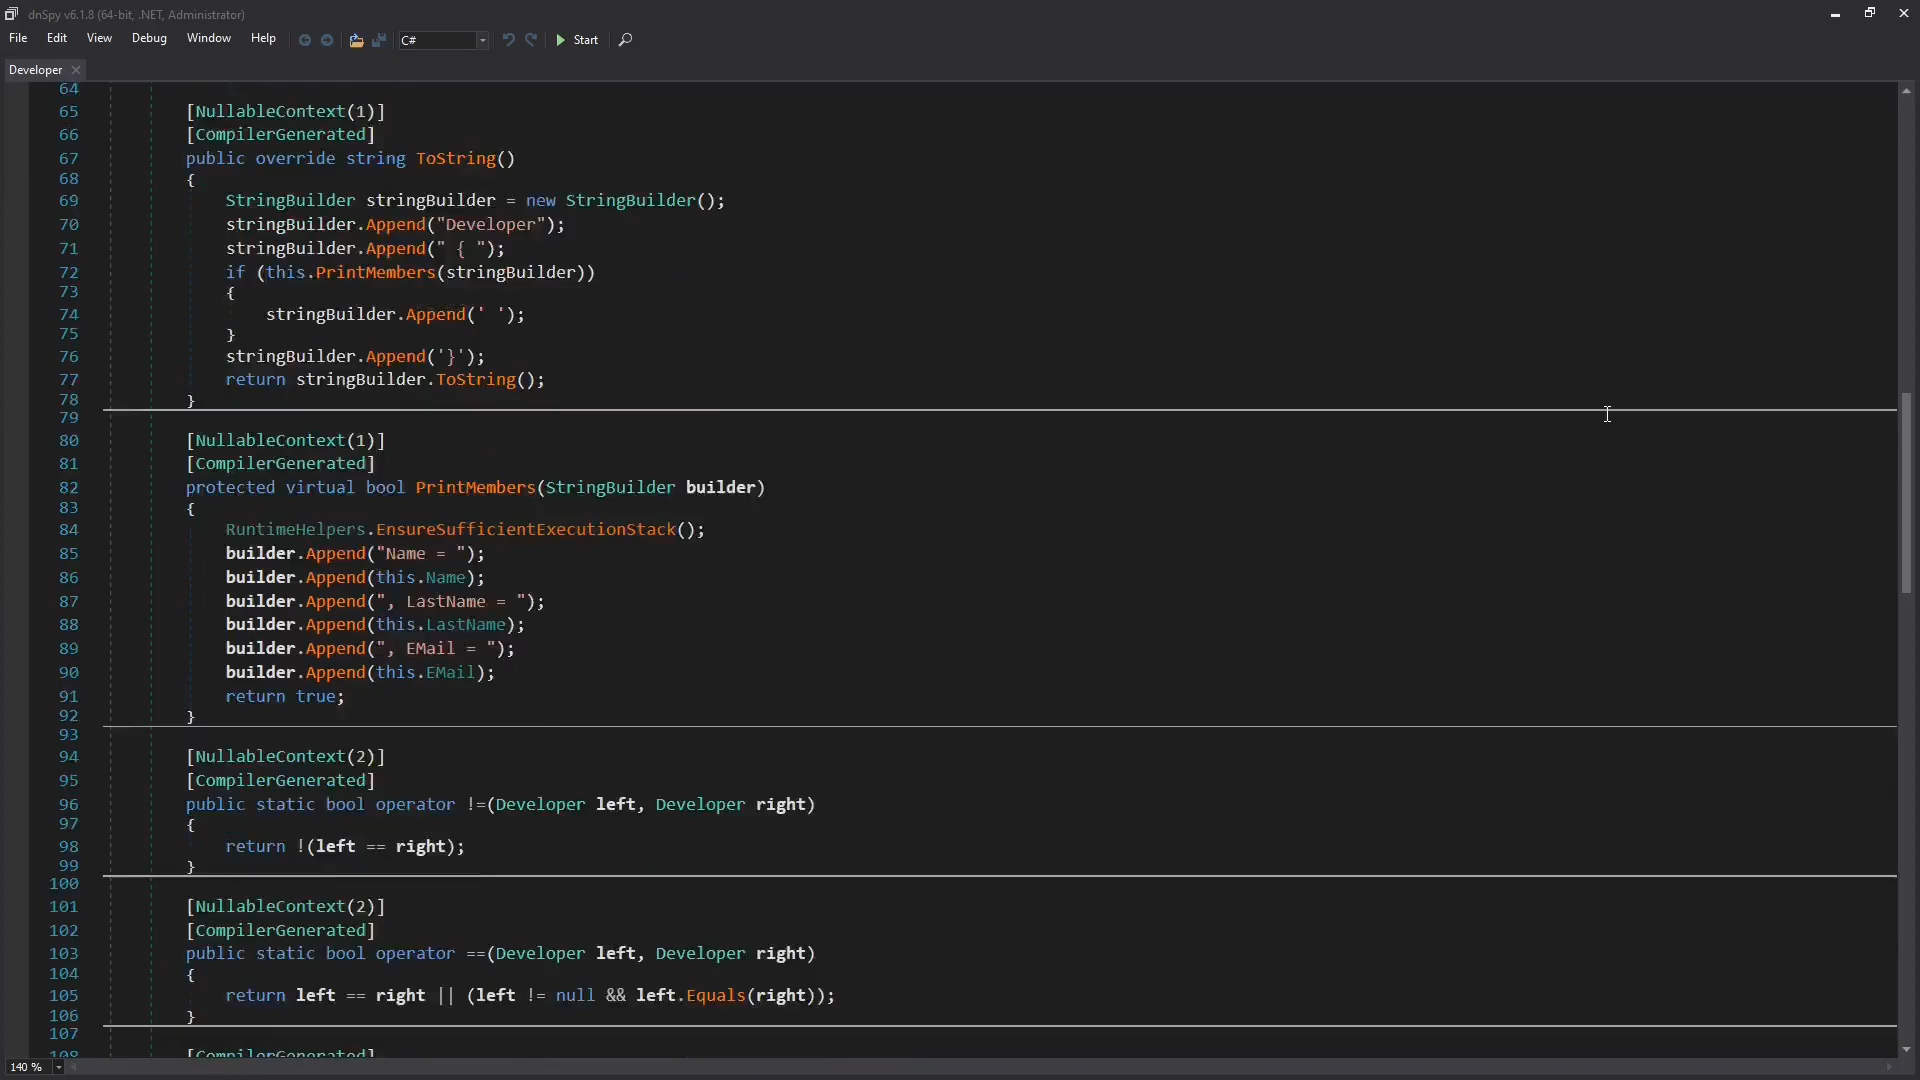 dnSpy v6.1.8 (64-bit, .NET, Administrator)
File Edit View Debug Window Help C# Start
Developer
64
65 [NullableContext(1)]
66 [CompilerGenerated]
67 public override string ToString()
68 {
69 StringBuilder stringBuilder = new StringBuilder();
70 stringBuilder.Append("Developer");
71 stringBuilder.Append(" { ");
72 if (this.PrintMembers(stringBuilder))
73 {
74 stringBuilder.Append(' ');
75 }
76 stringBuilder.Append('}');
77 return stringBuilder.ToString();
78 }
79
80 [NullableContext(1)]
81 [CompilerGenerated]
82 protected virtual bool PrintMembers(StringBuilder builder)
83 {
84 RuntimeHelpers.EnsureSufficientExecutionStack();
85 builder.Append("Name = ");
86 builder.Append(this.Name);
87 builder.Append(", LastName = ");
88 builder.Append(this.LastName);
89 builder.Append(", EMail = ");
90 builder.Append(this.EMail);
91 return true;
92 }
93
94 [NullableContext(2)]
95 [CompilerGenerated]
96 public static bool operator !=(Developer left, Developer right)
97 {
98 return !(left == right);
99 }
100
101 [NullableContext(2)]
102 [CompilerGenerated]
103 public static bool operator ==(Developer left, Developer right)
104 {
105 return left == right || (left != null && left.Equals(right));
106 }
107
108 [CompilerGenerated]
140 %